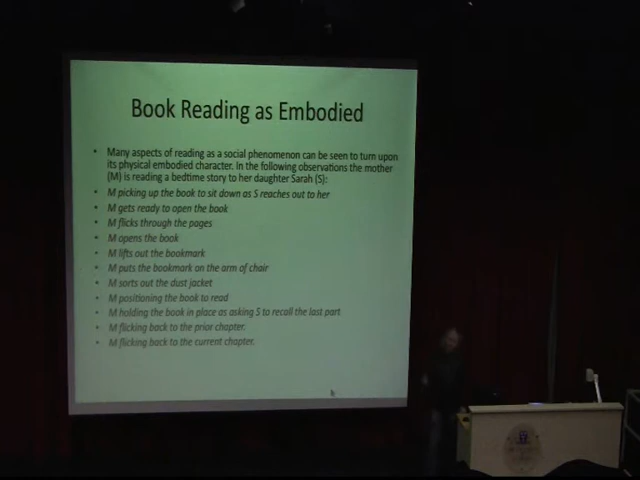 Book Reading as Embodied
• Many aspects of reading as a social phenomenon can be seen to turn upon
its physical embodied character. In the following observations the mother
(M) is reading a bedtime story to her daughter Sarah (S):
• M picking up the book to sit down as S reaches out to her
• M gets ready to open the book
• M flicks through the pages
• M opens the book
• M lifts out the bookmark
• M puts the bookmark on the arm of chair
• M sorts out the dust jacket
• M positioning the book to read
• M holding the book in place as asking S to recall the last part
• M flicking back to the prior chapter.
• M flicking back to the current chapter.